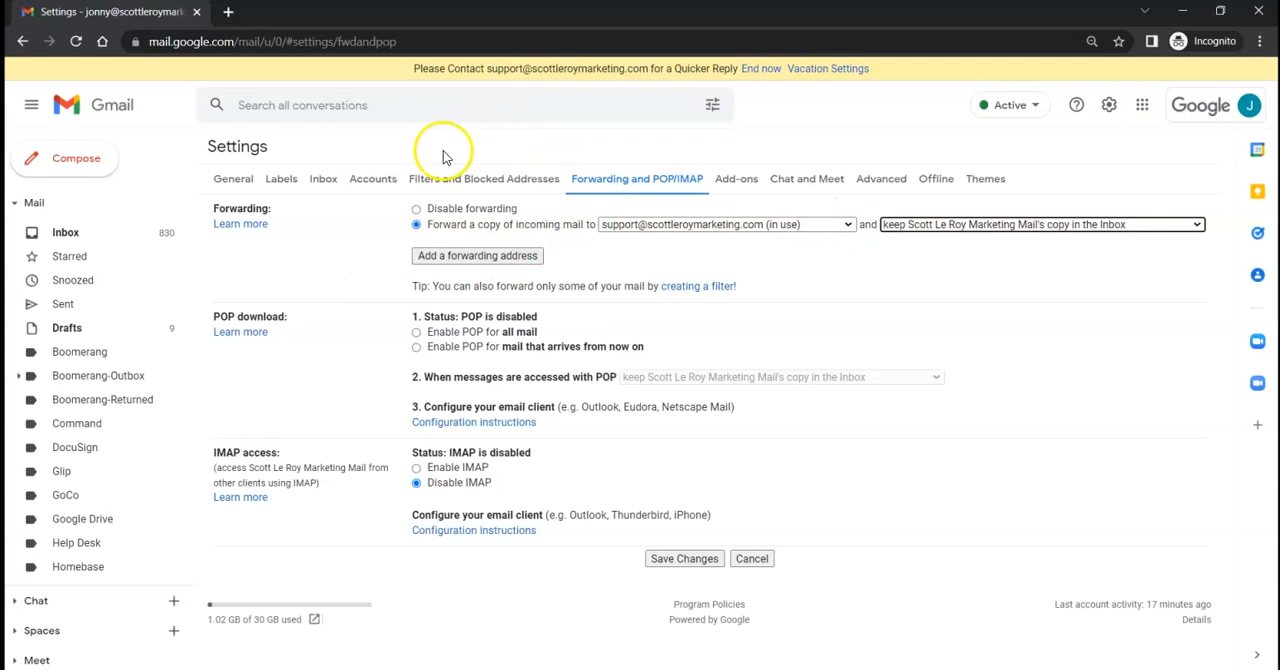 Settings - jonny@scottleroymark
mail.google.com/mail/u/0/#settings/fwdandpop
Incognito
Please Contact support@scottleroymarketing.com for a Quicker Reply End now Vacation Settings
Gmail
Search all conversations
Active
Google J
Compose
Settings
General Labels Inbox Accounts Filters and Blocked Addresses Forwarding and POP/IMAP Add-ons Chat and Meet Advanced Offline Themes
Mail
Inbox 830
Starred
Snoozed
Sent
Drafts 9
Boomerang
Boomerang-Outbox
Boomerang-Returned
Command
DocuSign
Glip
GoCo
Google Drive
Help Desk
Homebase
Chat
Spaces
Meet
Forwarding:
Learn more
Disable forwarding
Forward a copy of incoming mail to support@scottleroymarketing.com (in use) and keep Scott Le Roy Marketing Mail's copy in the Inbox
Add a forwarding address
Tip: You can also forward only some of your mail by creating a filter!
POP download:
Learn more
1. Status: POP is disabled
Enable POP for all mail
Enable POP for mail that arrives from now on
2. When messages are accessed with POP keep Scott Le Roy Marketing Mail's copy in the Inbox
3. Configure your email client (e.g. Outlook, Eudora, Netscape Mail)
Configuration instructions
IMAP access:
(access Scott Le Roy Marketing Mail from
other clients using IMAP)
Learn more
Status: IMAP is disabled
Enable IMAP
Disable IMAP
Configure your email client (e.g. Outlook, Thunderbird, iPhone)
Configuration instructions
Save Changes Cancel
1.02 GB of 30 GB used
Program Policies
Powered by Google
Last account activity: 17 minutes ago
Details
31